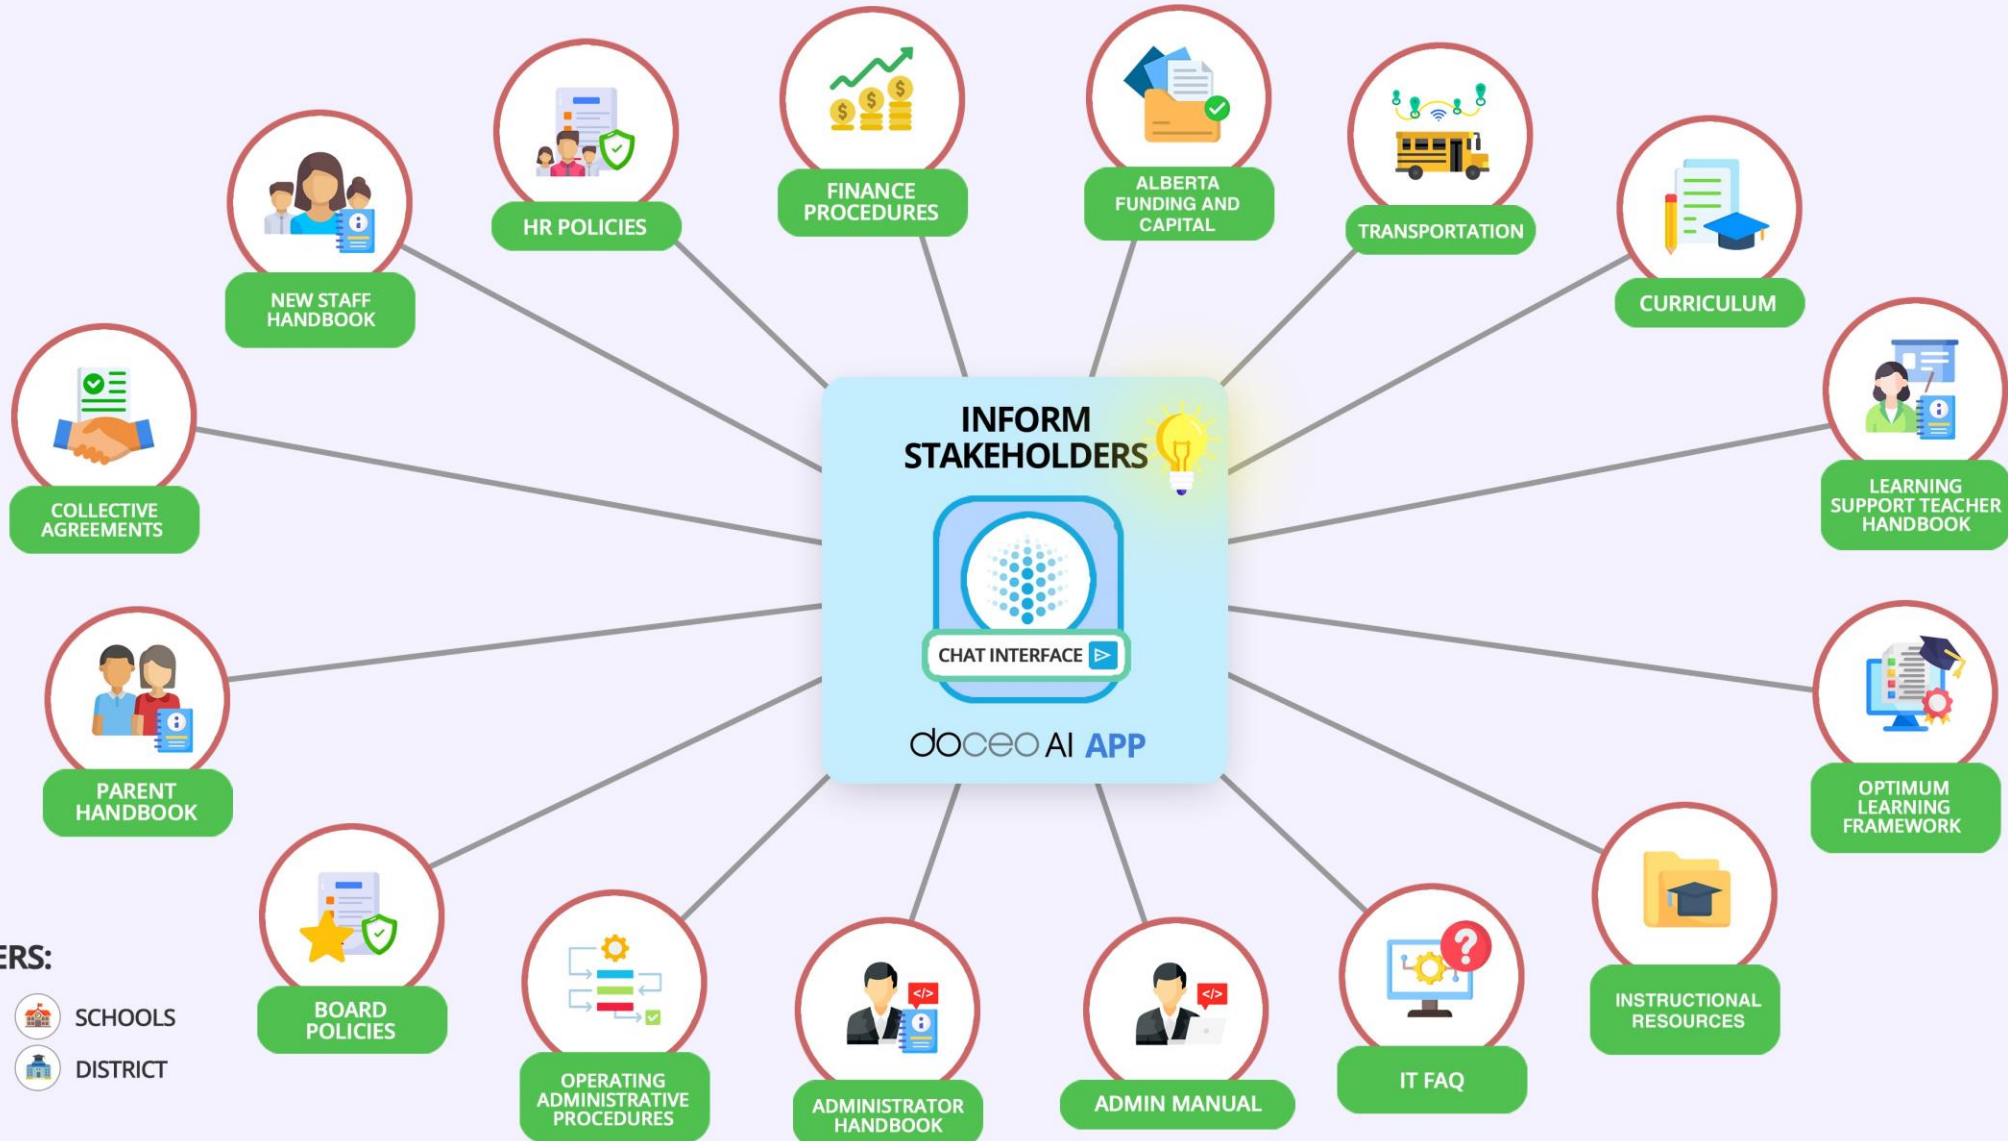 FINANCE
PROCEDURES
ALBERTA
FUNDING AND
CAPITAL
HR POLICIES
TRANSPORTATION
NEW STAFF
HANDBOOK
CURRICULUM
COLLECTIVE
AGREEMENTS
LEARNING
SUPPORT TEACHER
HANDBOOK
INFORM
STAKEHOLDERS
CHAT INTERFACE
doceo AI APP
PARENT
HANDBOOK
OPTIMUM
LEARNING
FRAMEWORK
BOARD
POLICIES
INSTRUCTIONAL
RESOURCES
OPERATING
ADMINISTRATIVE
PROCEDURES
ADMINISTRATOR
HANDBOOK
ADMIN MANUAL
IT FAQ
ERS:
SCHOOLS
DISTRICT